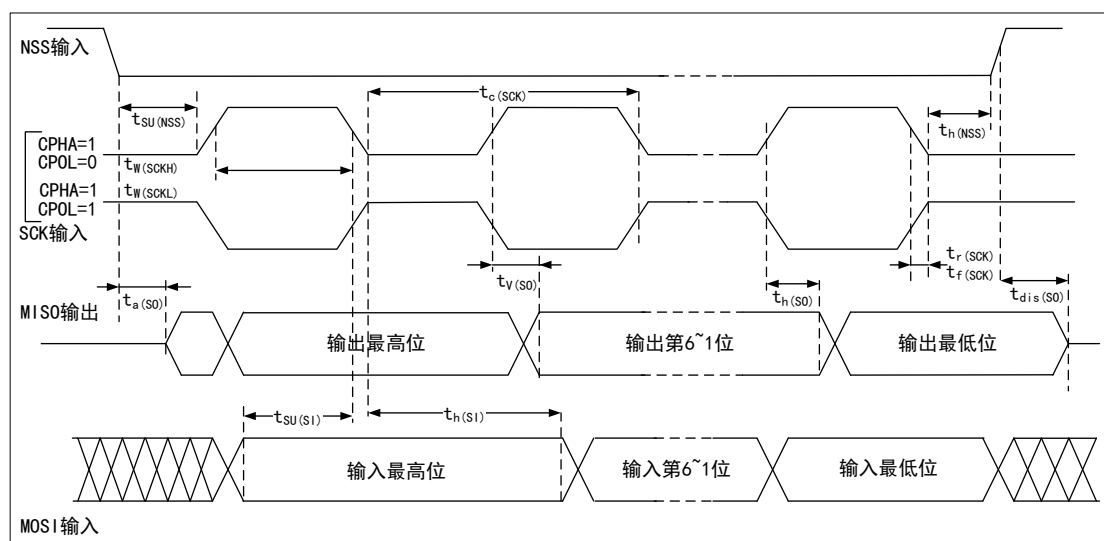 NSS输入
tc(SCK)
tSU(NSS)
th(NSS)
CPHA=1
CPOL=0
tW(SCKH)
CPHA=1
tW(SCKL)
CPOL=1
SCK输入
tr(SCK)
tV(SO)
th(SO)
tf(SCK)
ta(SO)
tdis(SO)
MISO输出
输出最高位
输出第6~1位
输出最低位
tSU(SI)
th(SI)
输入最高位
输入第6~1位
输入最低位
MOSI输入